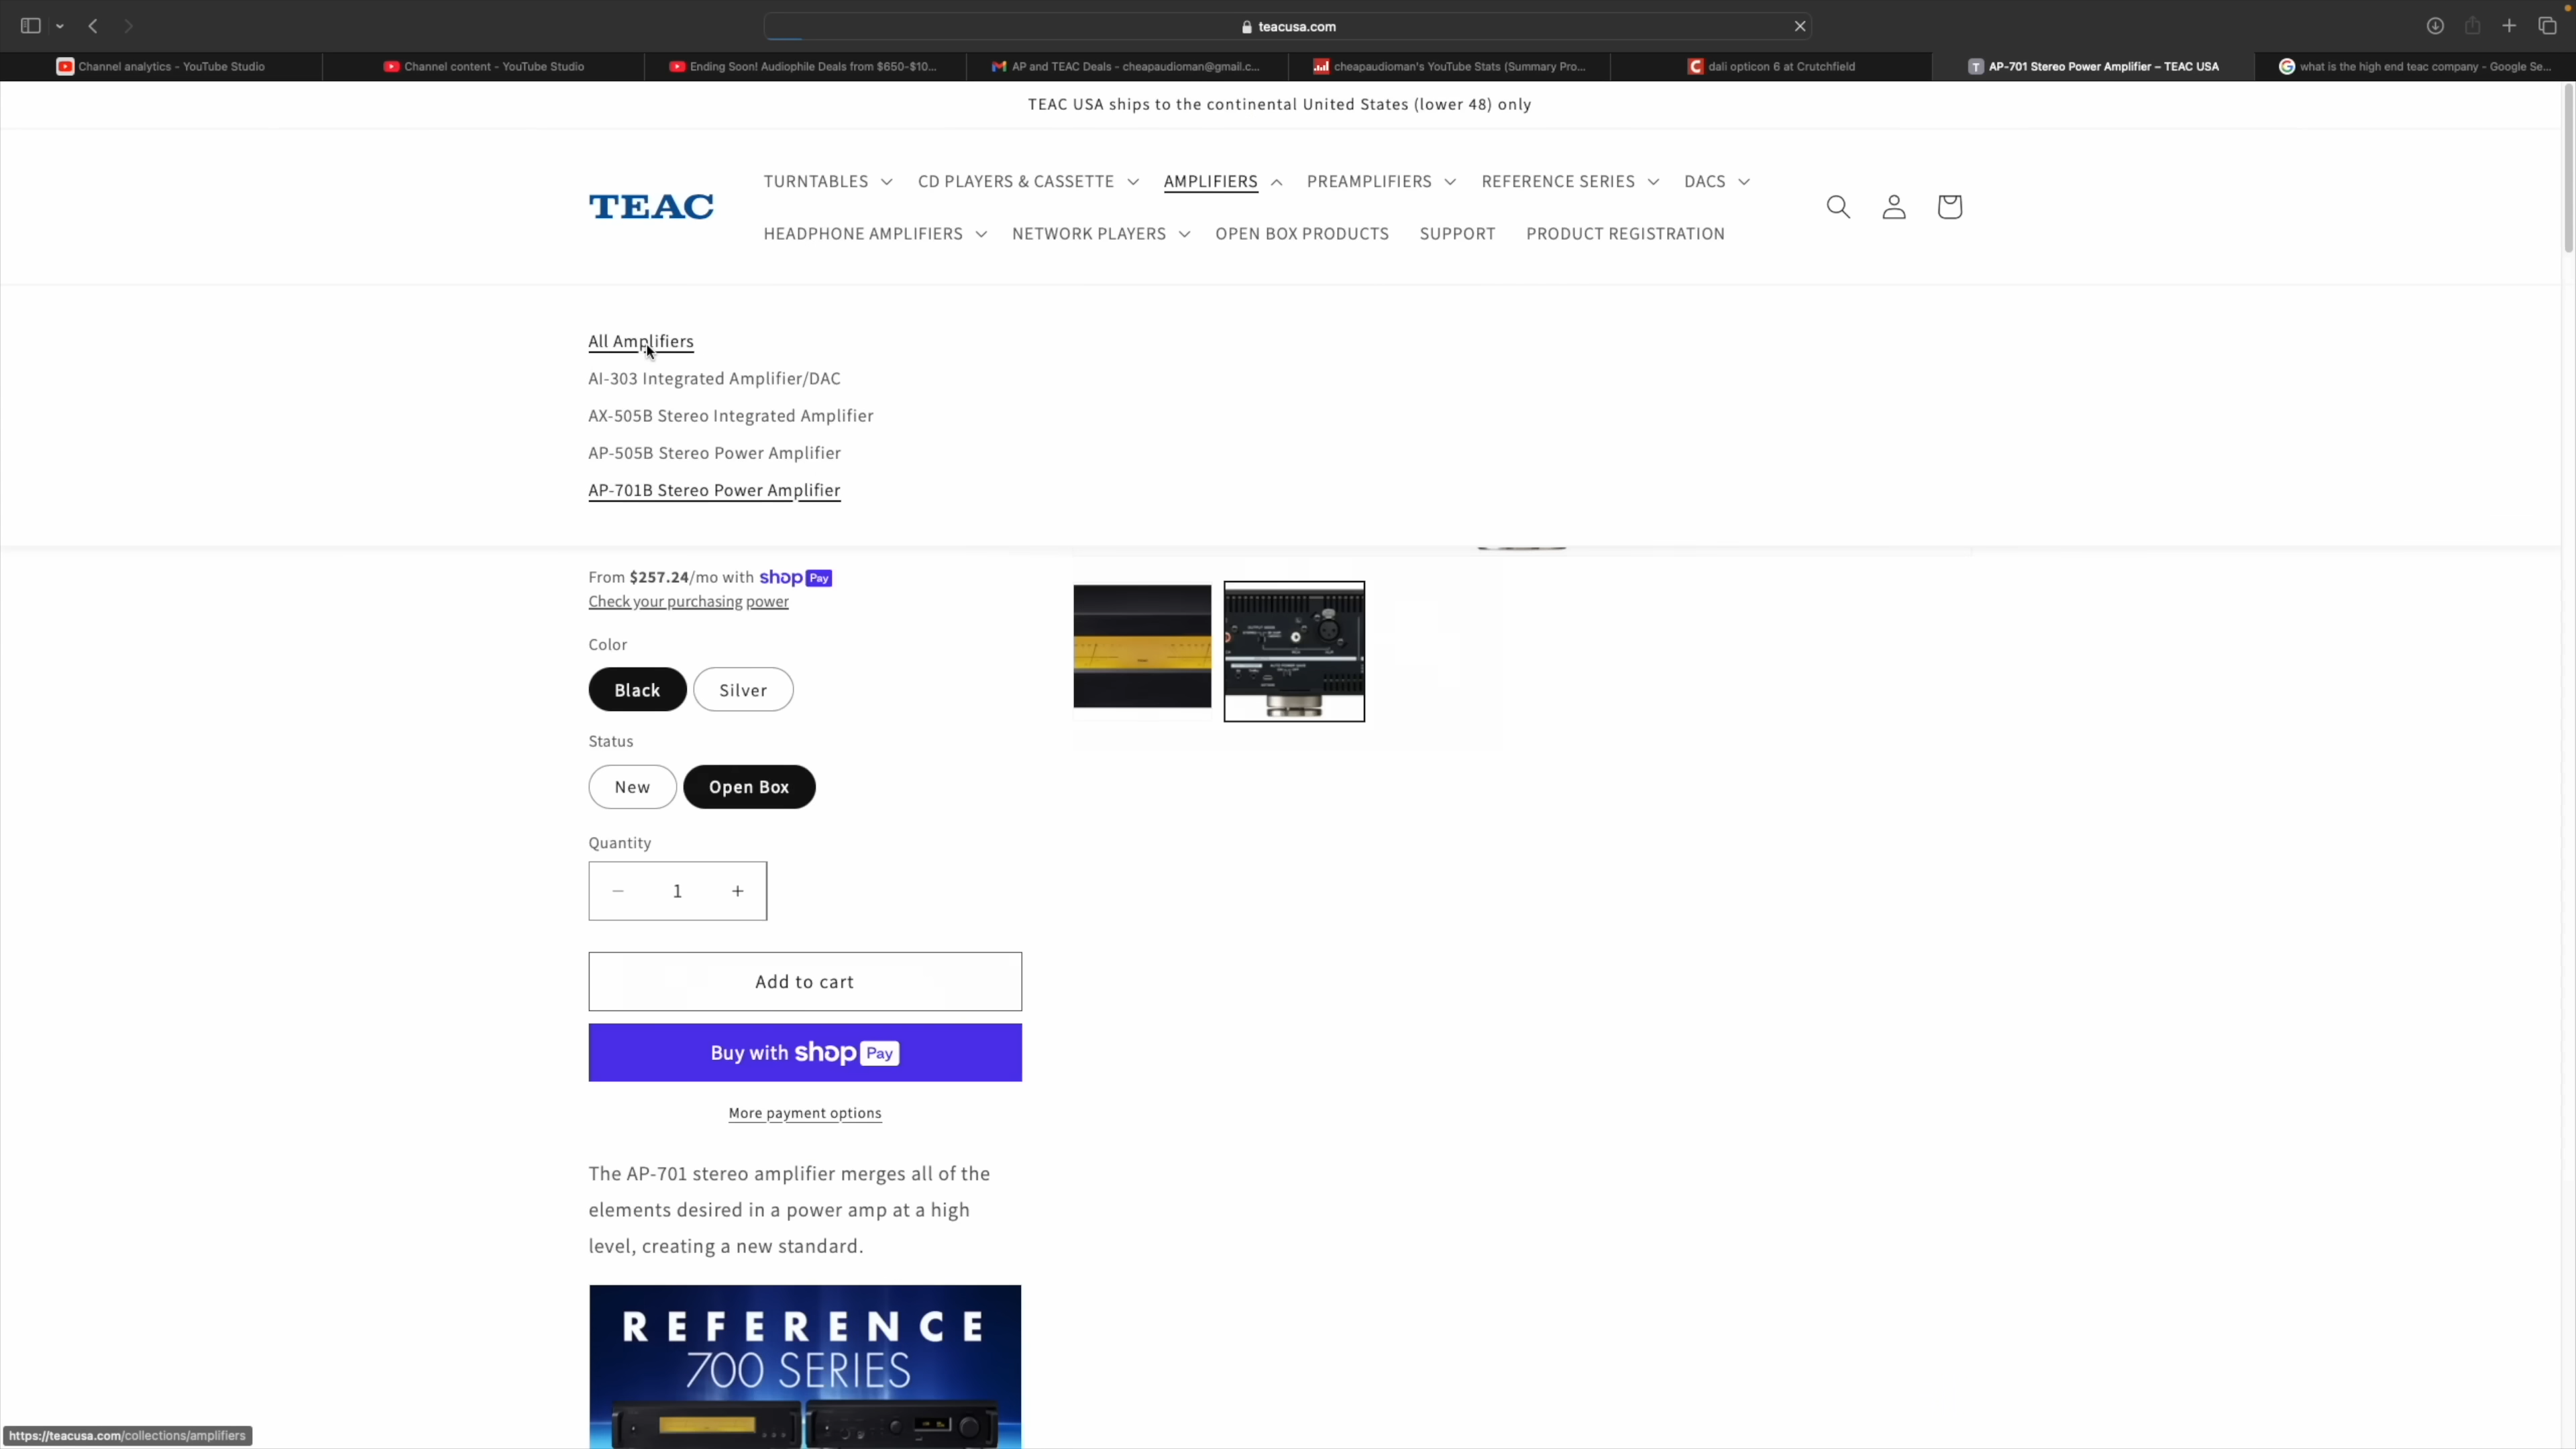 teacusa.com
Channel analytics - YouTube Studio
Channel content - YouTube Studio
Ending Soon! Audiophile Deals from $650-$10...
AP and TEAC Deals - cheapaudioman@gmail.c...
cheapaudioman's YouTube Stats (Summary Pro...
dali opticon 6 at Crutchfield
AP-701 Stereo Power Amplifier – TEAC USA
what is the high end teac company - Google Se...
TEAC USA ships to the continental United States (lower 48) only
TEAC
TURNTABLES
CD PLAYERS & CASSETTE
AMPLIFIERS
PREAMPLIFIERS
REFERENCE SERIES
DACS
HEADPHONE AMPLIFIERS
NETWORK PLAYERS
OPEN BOX PRODUCTS
SUPPORT
PRODUCT REGISTRATION
All Amplifiers
AI-303 Integrated Amplifier/DAC
AX-505B Stereo Integrated Amplifier
AP-505B Stereo Power Amplifier
AP-701B Stereo Power Amplifier
From $257.24/mo with shop Pay
Check your purchasing power
Color
Black
Silver
Status
New
Open Box
Quantity
− 1 +
Add to cart
Buy with shop Pay
More payment options
The AP-701 stereo amplifier merges all of the
elements desired in a power amp at a high
level, creating a new standard.
REFERENCE
700 SERIES
https://teacusa.com/collections/amplifiers